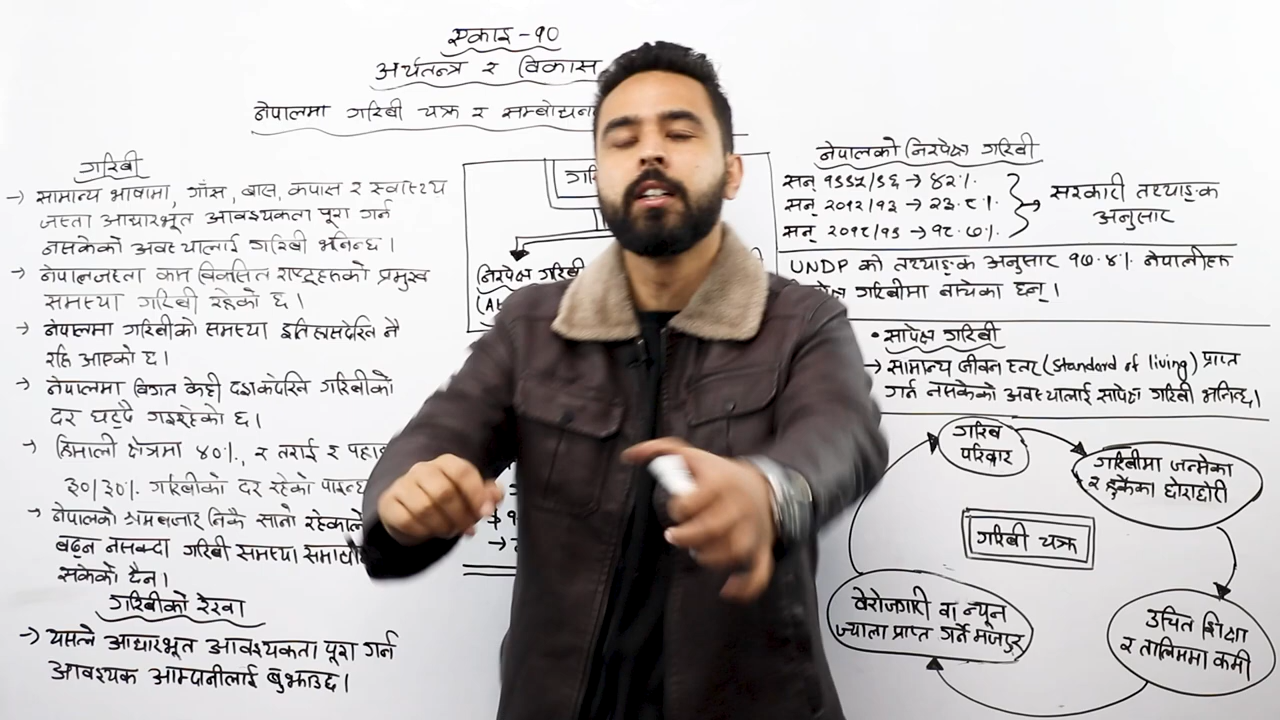 एकाइ - १०
अर्थतन्त्र र विकास
नेपालमा गरिबी चक्र र सम्बोधनका
गरिबी
→ सामान्य भाषामा, गाँस, बास, कपास र स्वास्थ्य
जस्ता आधारभूत आवश्यकता पूरा गर्न
नसकेको अवस्थालाई गरिबी भनिन्छ।
→ नेपालजस्ता कम विकसित राष्ट्रहरूको प्रमुख
समस्या गरिबी रहेको छ।
→ नेपालमा गरिबीको समस्या इतिहासदेखि नै
रहि आएको छ।
→ नेपालमा विगत केही दशकदेखि गरिबीको
दर घट्दै गइरहेको छ।
→ हिमाली क्षेत्रमा ४०%, र तराई र पहाड
३०/३०% गरिबीको दर रहेको
→ नेपालको श्रमबजार निकै सानो रहेकाले
बढ्न नसक्दा गरिबी समस्या
सकेको छैन।
गरिबीको रेखा
→ यसले आधारभूत आवश्यकता पूरा गर्न
आवश्यक आम्दानीलाई बुझाउछ।
निरपेक्ष गरिबी
नेपालको निरपेक्ष गरिबी
सन् १९९५/९६ → ४२%
सन् २०१२/१३ → २३.८%
सन् २०१८/१९ → १८.७%
→ सरकारी तथ्याङ्क
अनुसार
UNDP को तथ्याङ्क अनुसार १७.४% नेपालीहरू
गरिबीमा बाँचेका छन्।
• सापेक्ष गरिबी
→ सामान्य जीवन स्तर (Standard of living) प्राप्त
गर्न नसकेको अवस्थालाई सापेक्ष गरिबी भनिन्छ।
गरिब
परिवार
गरिबीमा जन्मेका
र हुर्केका छोराछोरी
गरिबी चक्र
बेरोजगारी वा न्यून
ज्याला प्राप्त गर्ने मजदुर
उचित शिक्षा
र तालिममा कमी